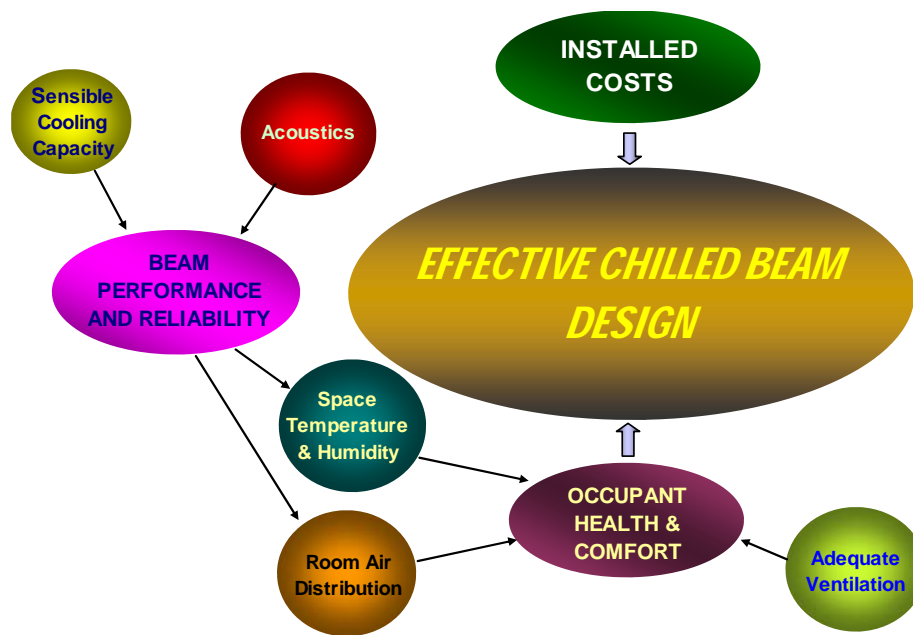 INSTALLED
COSTS
Sensible
Cooling
Capacity
Acoustics
EFFECTIVE CHILLED BEAM
DESIGN
BEAM
PERFORMANCE
AND RELIABILITY
Space
Temperature
& Humidity
OCCUPANT
HEALTH &
COMFORT
Room Air
Distribution
Adequate
Ventilation